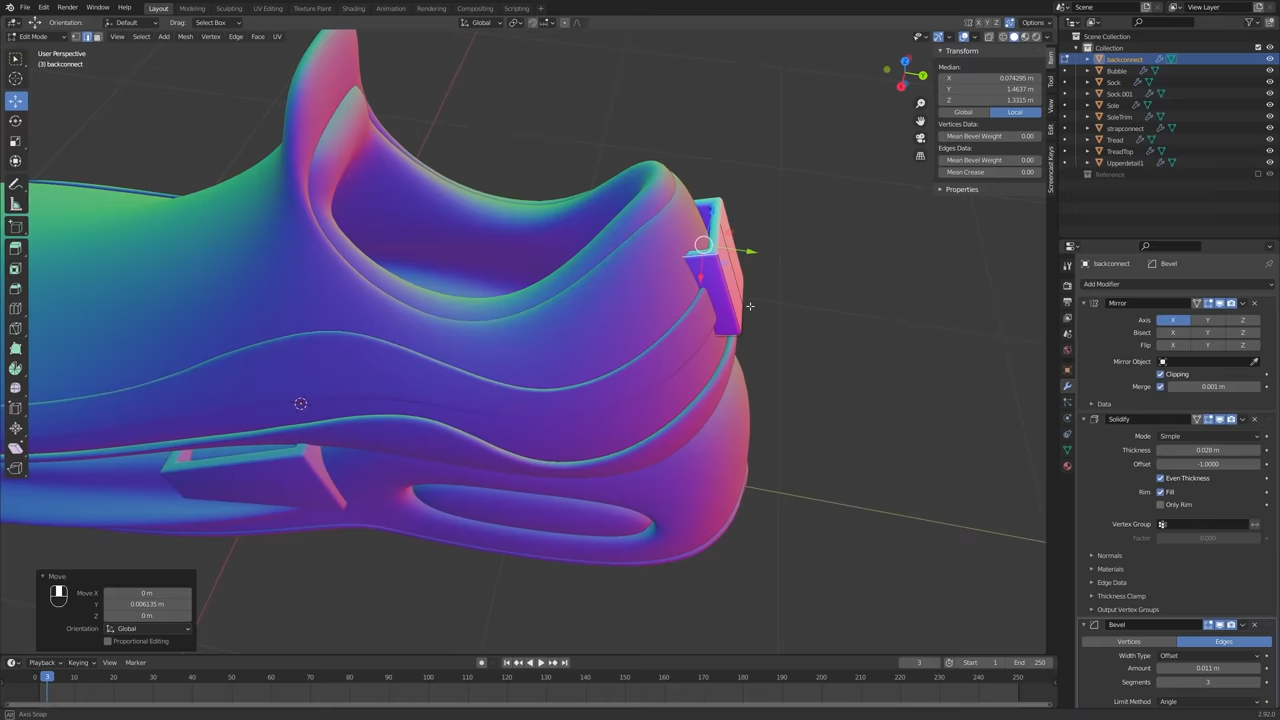 File Edit Render Window Help Layout Modeling Sculpting UV Editing Texture Paint Shading Animation Rendering Compositing Scripting + Scene View Layer
Orientation: Default Drag: Select Box Global X Y Z Options
Edit Mode View Select Add Mesh Vertex Edge Face UV
User Perspective
(3) backconnect
Transform
Median:
X 0.074295 m
Y 1.4637 m
Z 1.3315 m
Global Local
Vertices Data:
Mean Bevel Weight 0.00
Edges Data:
Mean Bevel Weight 0.00
Mean Crease 0.00
Properties
Item
Tool
View
Edit
Screencast Keys
Scene Collection
Collection
backconnect
Bubble
Sock
Sock.001
Sole
SoleTrim
strapconnect
Tread
TreadTop
Upperdetail1
Reference
backconnect Bevel
Add Modifier
Mirror
Axis X Y Z
Bisect X Y Z
Flip X Y Z
Mirror Object
Clipping
Merge 0.001 m
Data
Solidify
Mode Simple
Thickness 0.028 m
Offset -1.0000
Even Thickness
Rim Fill
Only Rim
Vertex Group
Factor 0.000
Normals
Materials
Edge Data
Thickness Clamp
Output Vertex Groups
Bevel
Vertices Edges
Width Type Offset
Amount 0.011 m
Segments 3
Limit Method Angle
Move
Move X 0 m
Y 0.006135 m
Z 0 m
Orientation Global
Proportional Editing
Playback Keying View Marker 3 Start 1 End 250
0 3 10 20 30 40 50 60 70 80 90 100 110 120 130 140 150 160 170 180 190 200 210 220 230 240 250
Axis Snap 2.92.0